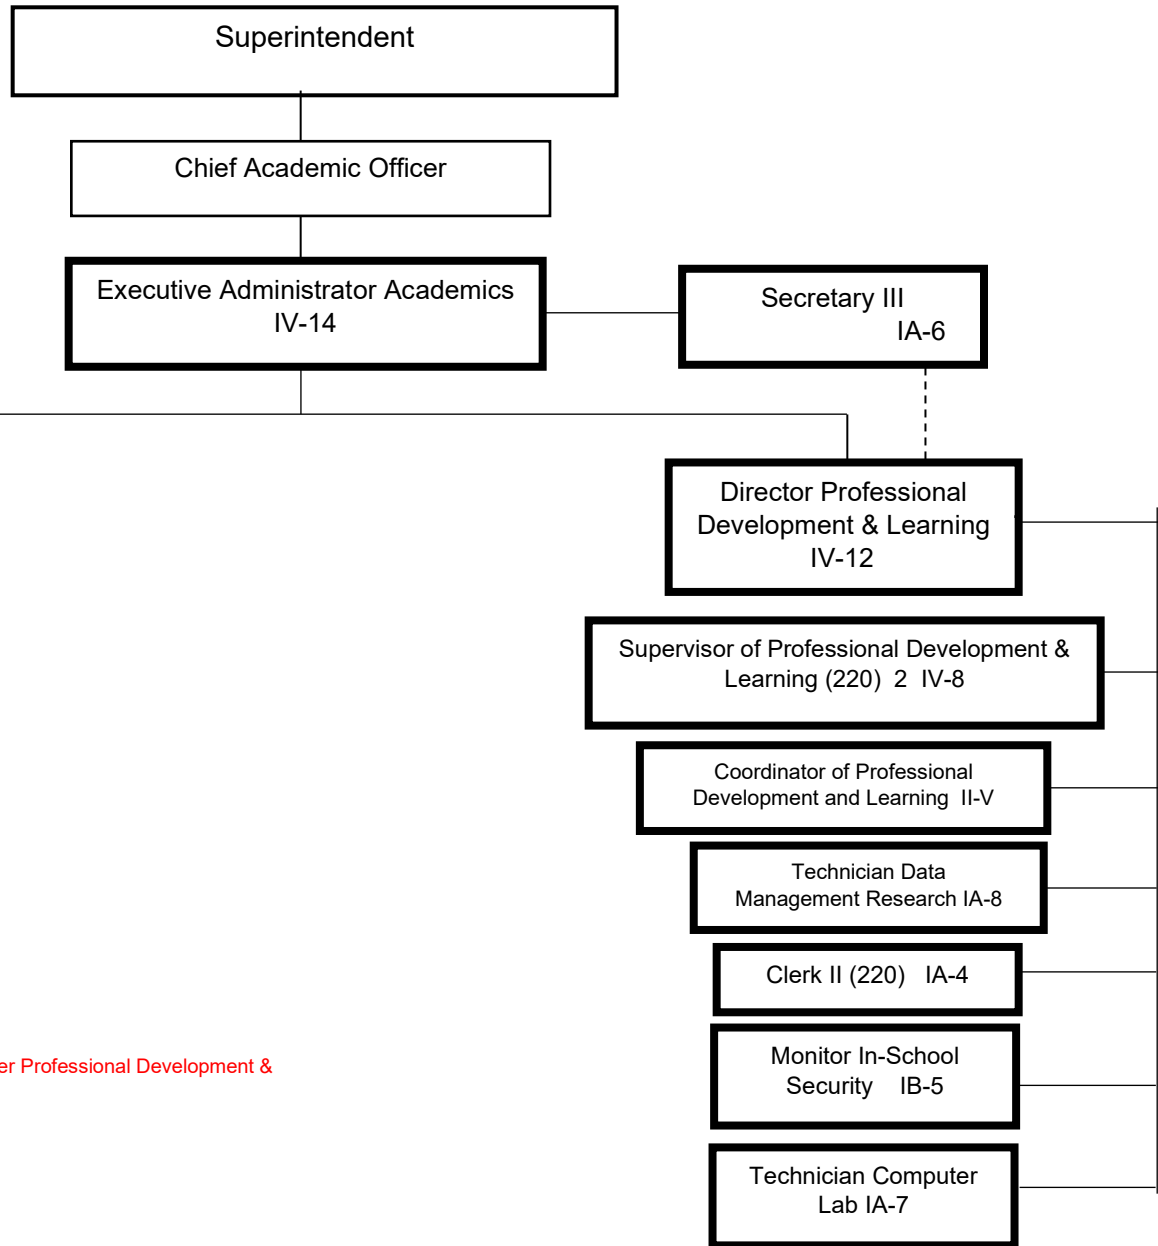 Superintendent
Chief Academic Officer
Executive Administrator Academics
IV-14
Secretary III
IA-6
Director Professional
Development & Learning
IV-12
Supervisor of Professional Development &
Learning (220)  2  IV-8
Coordinator of Professional
Development and Learning  II-V
Technician Data
Management Research IA-8
Clerk II (220)   IA-4
Monitor In-School
Security    IB-5
er Professional Development &
Technician Computer
Lab IA-7